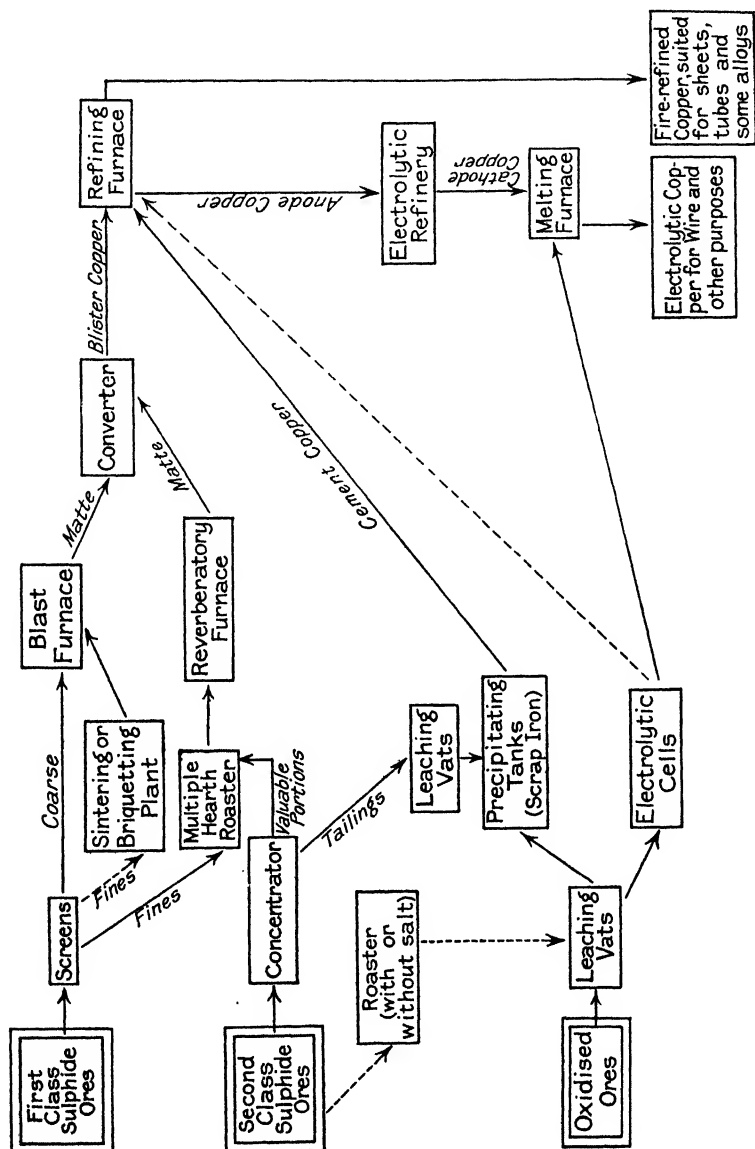 First
Class
Sulphide
Ores
Screens
Coarse
Fines
Fines
Sintering or
Briquetting
Plant
Blast
Furnace
Matte
Converter
Blister Copper
Refining
Furnace
Multiple
Hearth
Roaster
Reverberatory
Furnace
Matte
Second
Class
Sulphide
Ores
Concentrator
Valuable
Portions
Tailings
Leaching
Vats
Precipitating
Tanks
(Scrap Iron)
Cement Copper
Anode Copper
Electrolytic
Refinery
Cathode
Copper
Melting
Furnace
Roaster
(with or
without salt)
Oxidised
Ores
Leaching
Vats
Electrolytic
Cells
Electrolytic Cop-
per for Wire and
other purposes
Fire-refined
Copper, suited
for sheets,
tubes and
some alloys